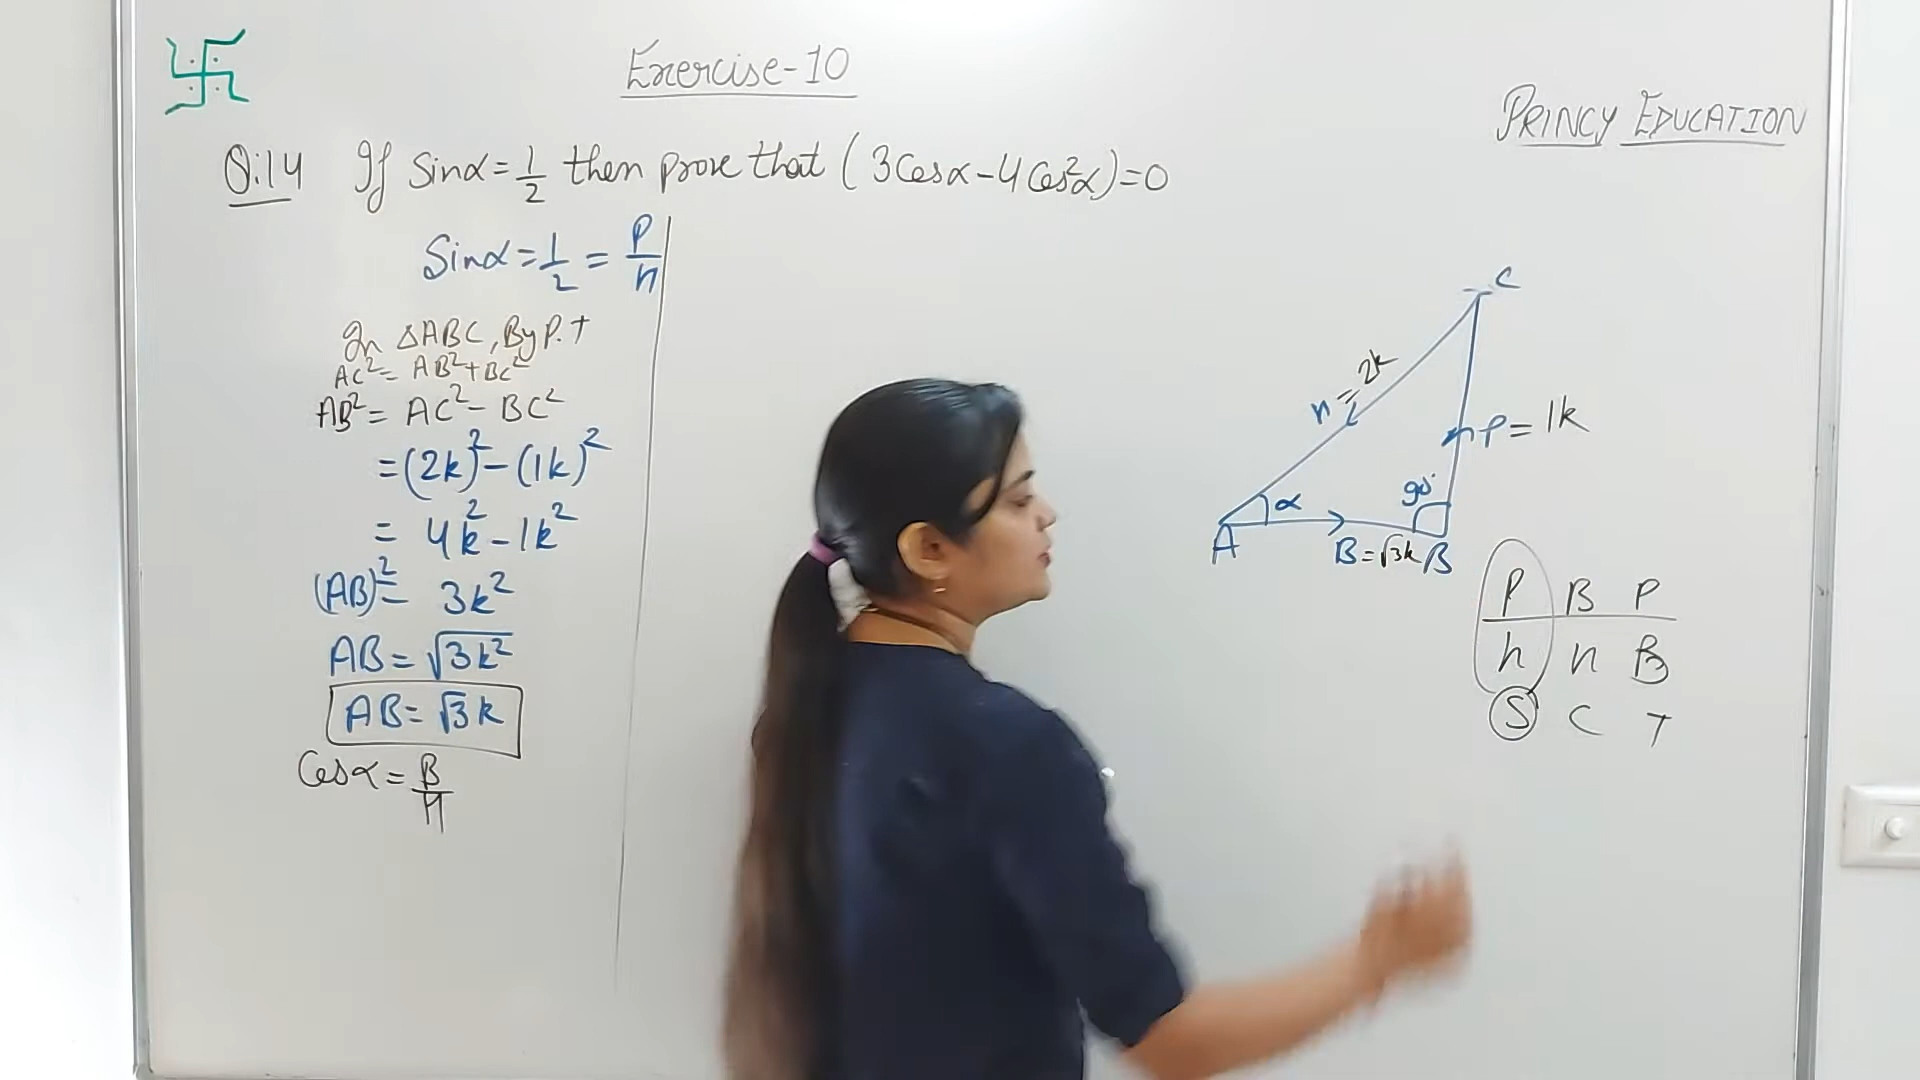 Exercise-10
PRINCY EDUCATION
Q:14 If Sinα = 1/2 then prove that (3Cosα - 4Cos²α) = 0
Sinα = 1/2 = P/h
In ΔABC, By P.T
AC² = AB² + BC²
AB² = AC² - BC²
= (2k)² - (1k)²
= 4k² - 1k²
(AB)² = 3k²
AB = √3k²
AB = √3k
Cosα = B/H
C
h = 2k
P = 1k
90°
α
A
B = √3k B
P B P
h h B
S C T